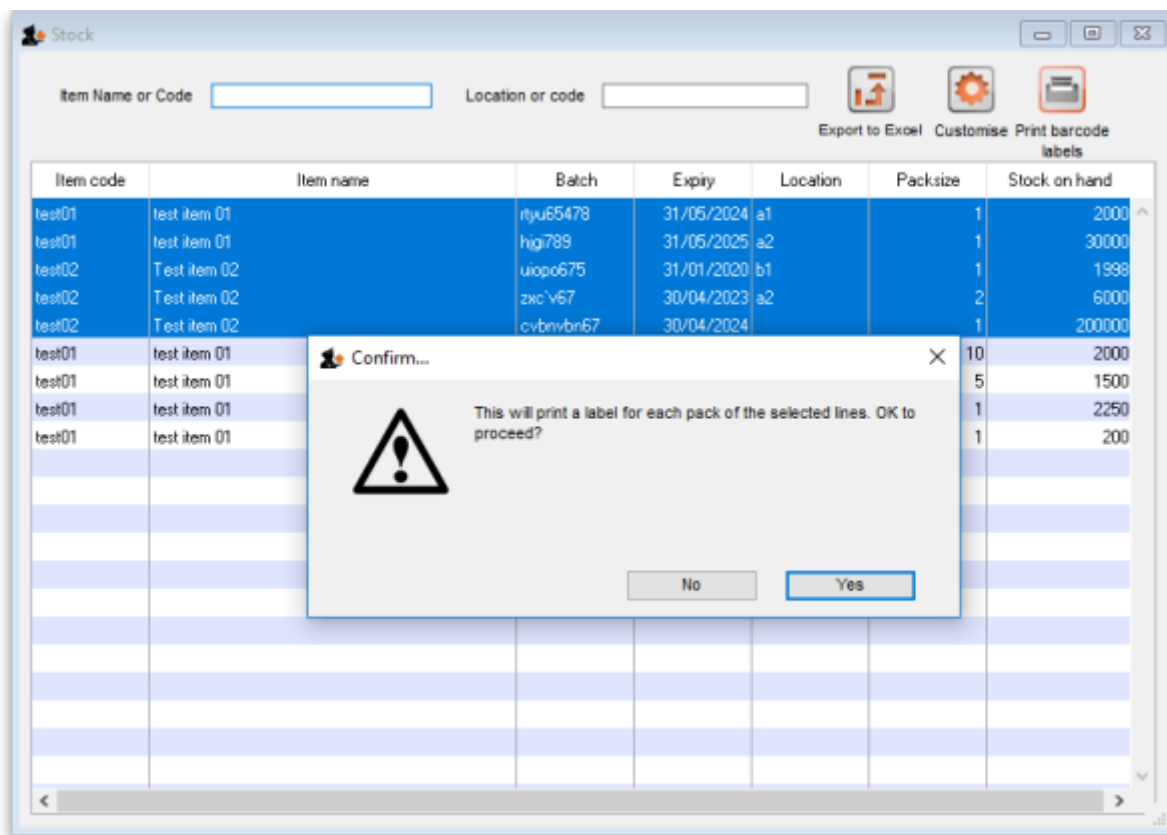 Stock
Item Name or Code Location or code
Export to Excel Customise Print barcode
labels
Item code Item name Batch Expiry Location Packsize Stock on hand
test01 test item 01 rtyu65478 31/05/2024 a1 1 2000
test01 test item 01 hjgi789 31/05/2025 a2 1 30000
test02 Test item 02 uiopo675 31/01/2020 b1 1 1998
test02 Test item 02 zxc`v67 30/04/2023 a2 2 6000
test02 Test item 02 cvbnvbn67 30/04/2024 1 200000
test01 test item 01 10 2000
test01 test item 01 5 1500
test01 test item 01 1 2250
test01 test item 01 1 200
Confirm...
This will print a label for each pack of the selected lines. OK to
proceed?
No Yes